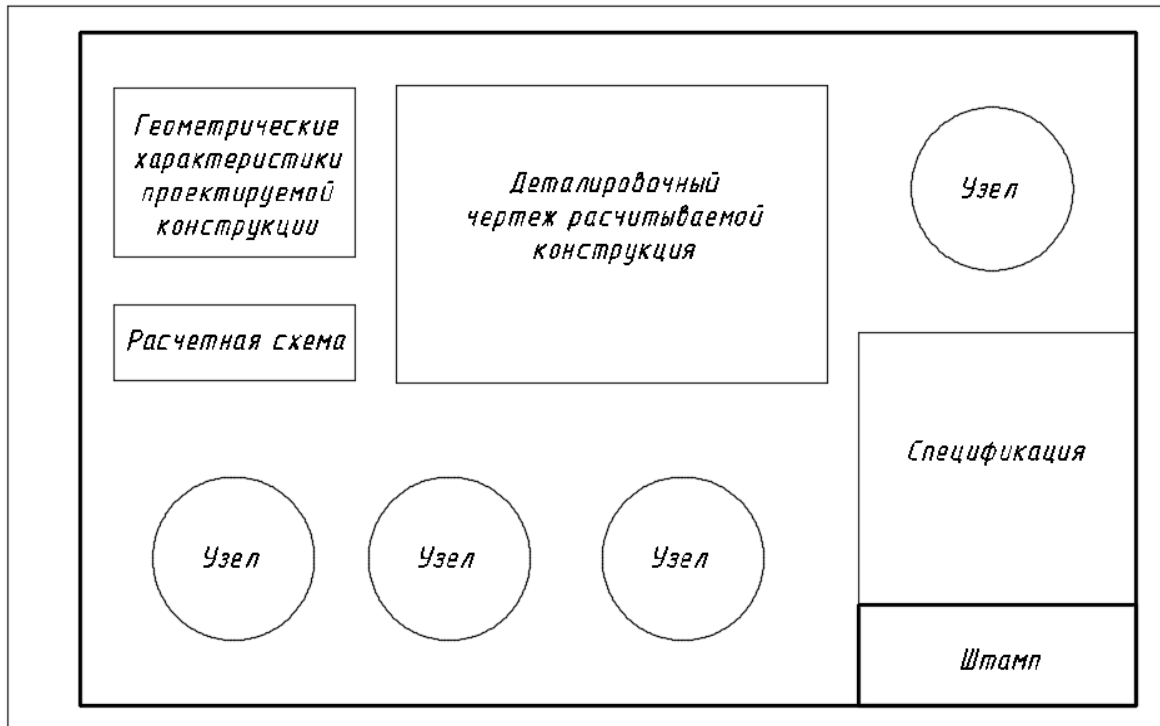 Геометрические
характеристики
проектируемой
конструкции
Деталировочный
чертеж расчитываемой
конструкция
Узел
Расчетная схема
Спецификация
Узел
Узел
Узел
Штамп